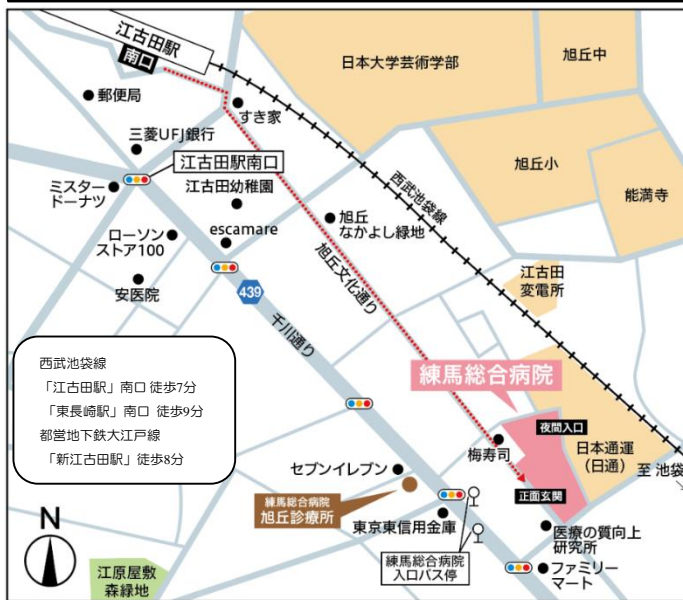 江古田駅
南口
郵便局
すき家
日本大学芸術学部
旭丘中
三菱UFJ銀行
江古田駅南口
ミスター
ドーナツ
江古田幼稚園
旭丘小
能満寺
西武池袋線
ローソン
ストア100
escamare
旭丘
なかよし緑地
安医院
439
千川通り
旭丘文化通り
江古田
変電所
西武池袋線
「江古田駅」南口 徒歩7分
「東長崎駅」南口 徒歩9分
都営地下鉄大江戸線
「新江古田駅」徒歩8分
練馬総合病院
夜間入口
梅寿司
日本通運
(日通)
至 池袋
セブンイレブン
練馬総合病院
旭丘診療所
正面玄関
東京東信用金庫
医療の質向上
研究所
練馬総合病院
入口バス停
ファミリー
マート
N
江原屋敷
森緑地